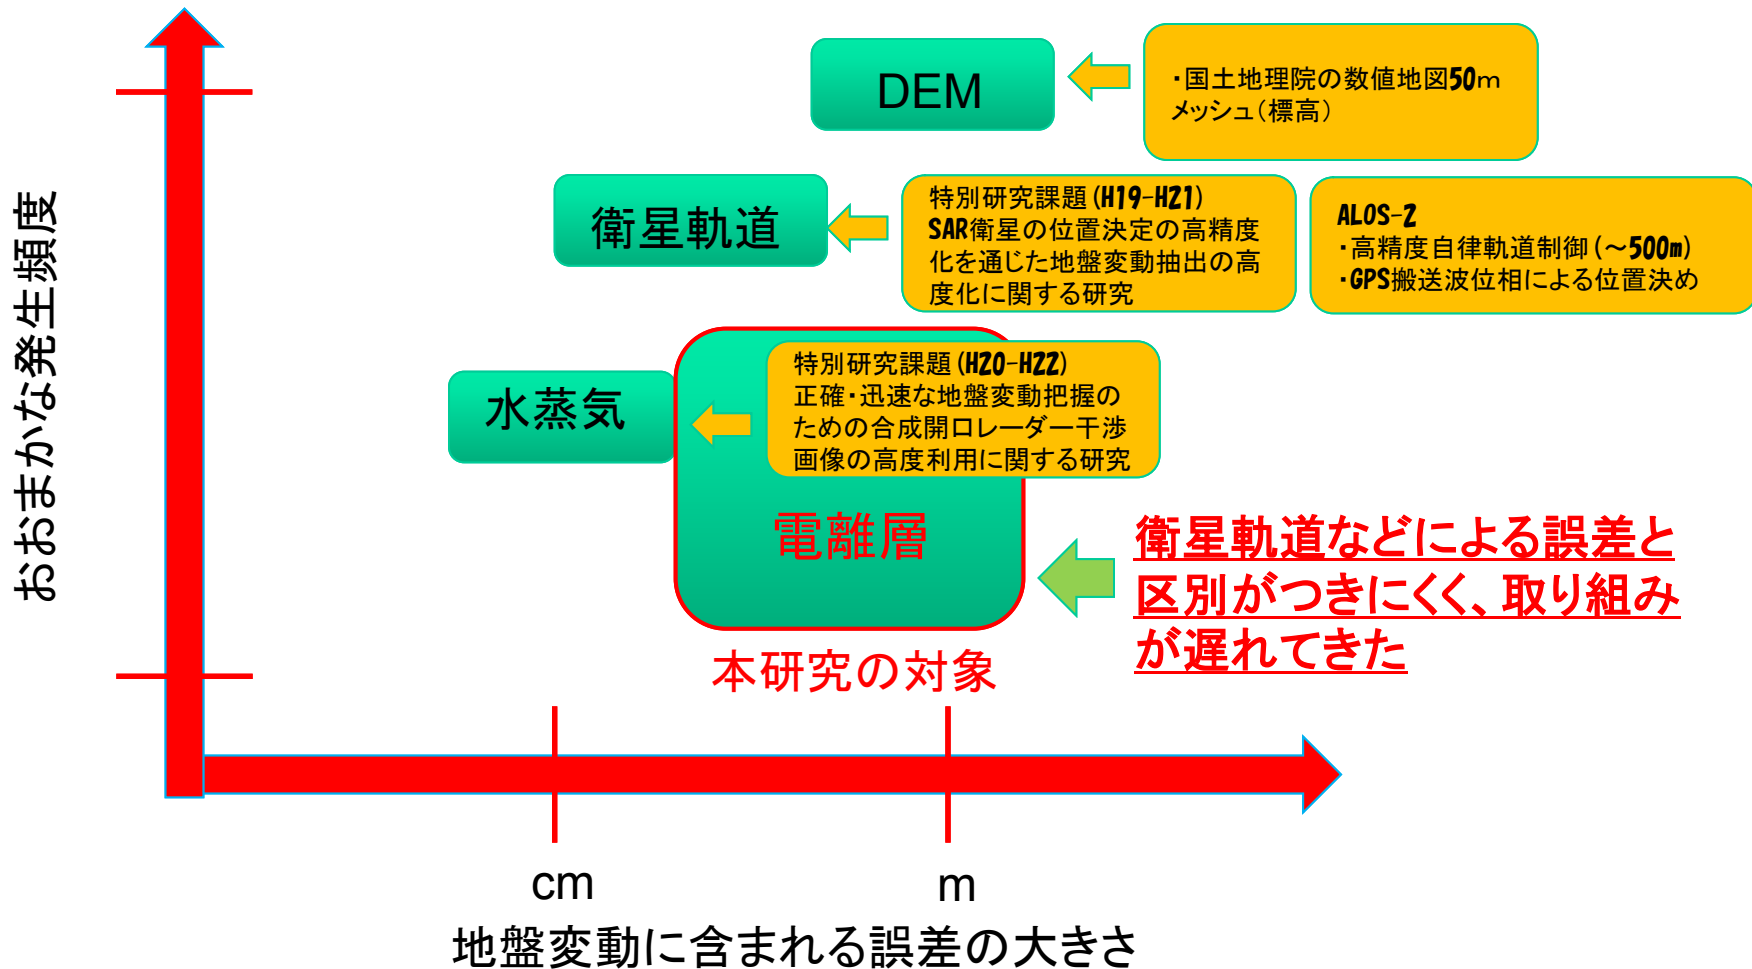 おおまかな発生頻度
DEM
・国土地理院の数値地図50m
メッシュ(標高)
衛星軌道
特別研究課題(H19-H21)
SAR衛星の位置決定の高精度
化を通じた地盤変動抽出の高
度化に関する研究
ALOS-2
・高精度自律軌道制御(~500m)
・GPS搬送波位相による位置決め
水蒸気
特別研究課題(H20-H22)
正確・迅速な地盤変動把握の
ための合成開口レーダー干渉
画像の高度利用に関する研究
電離層
衛星軌道などによる誤差と
区別がつきにくく、取り組み
が遅れてきた
本研究の対象
cm
m
地盤変動に含まれる誤差の大きさ